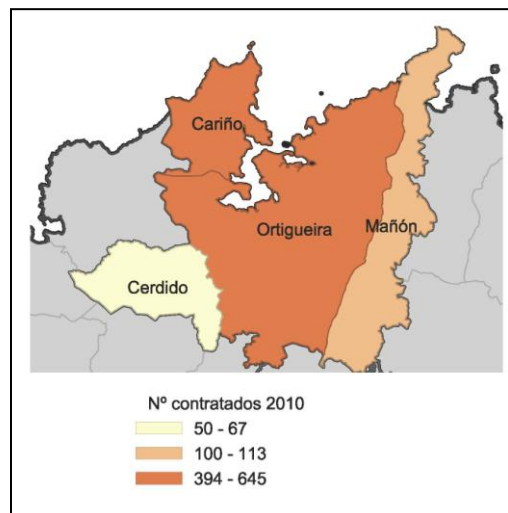 Cariño
Ortigueira
Mañón
Cerdido
Nº contratados 2010
50 - 67
100 - 113
394 - 645